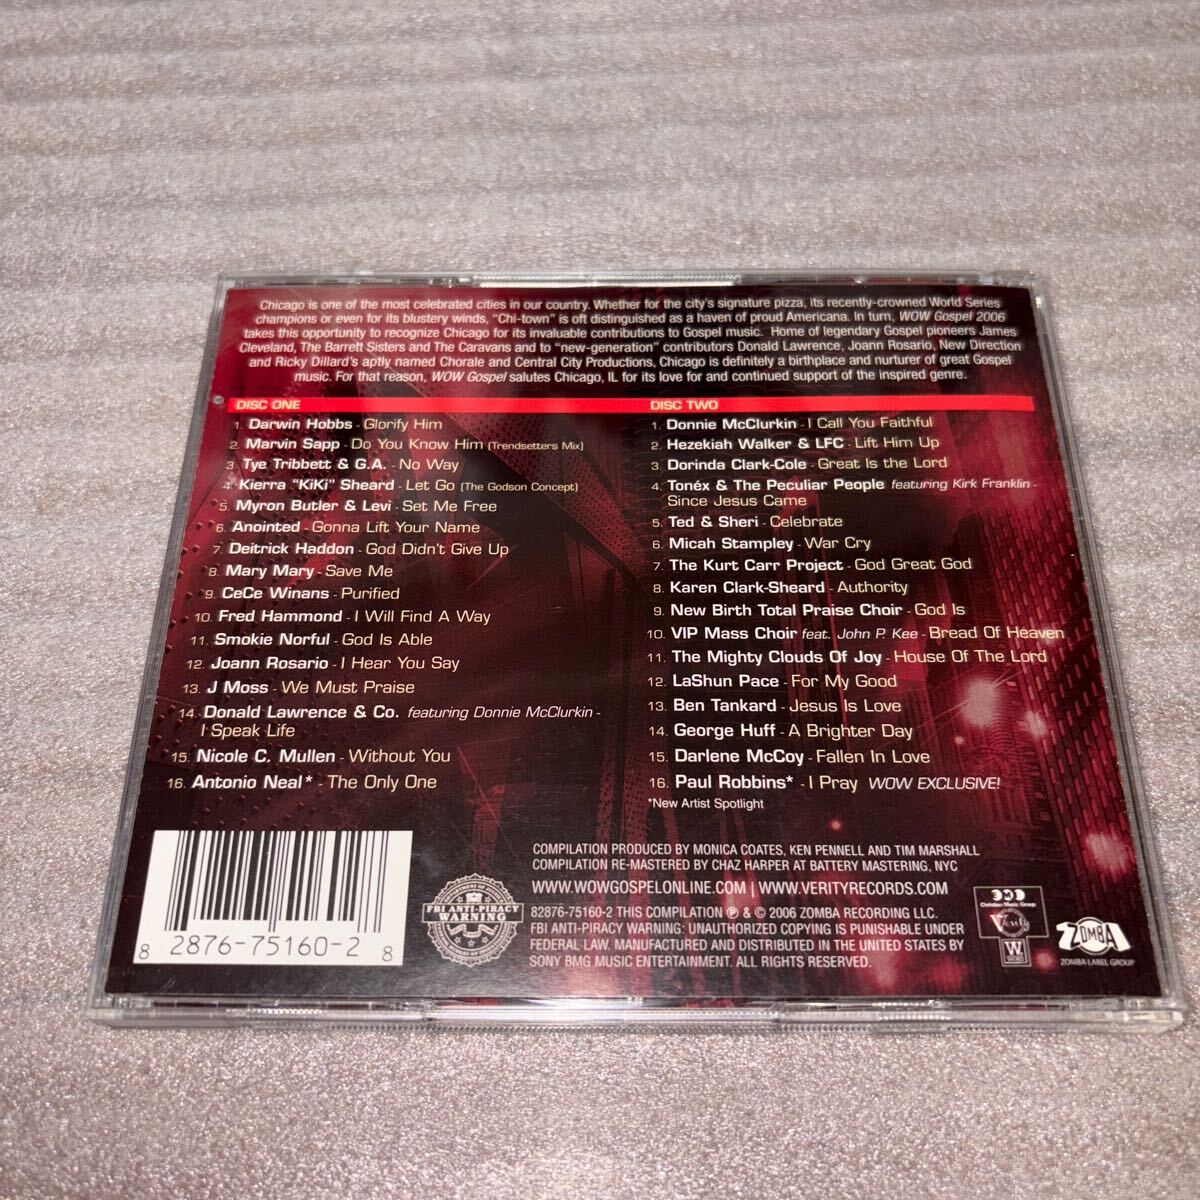 Chicago is one of the most celebrated cities in our country. Whether for the city's signature pizza, its recently-crowned World Series
champions or even for its blustery winds, "Chi-town" is oft distinguished as a haven of proud Americana. In turn, WOW Gospel 2006
takes this opportunity to recognize Chicago for its invaluable contributions to Gospel music. Home of legendary Gospel pioneers James
Cleveland, The Barrett Sisters and The Caravans and to "new-generation" contributors Donald Lawrence, Joann Rosario, New Direction
and Ricky Dillard's aptly named Chorale and Central City Productions, Chicago is definitely a birthplace and nurturer of great Gospel
music. For that reason, WOW Gospel salutes Chicago, IL for its love for and continued support of the inspired genre.
DISC ONE
1. Darwin Hobbs - Glorify Him
2. Marvin Sapp - Do You Know Him (Trendsetters Mix)
3. Tye Tribbett & G.A. - No Way
4. Kierra "KiKi" Sheard - Let Go (The Godson Concept)
5. Myron Butler & Levi - Set Me Free
6. Anointed - Gonna Lift Your Name
7. Deitrick Haddon - God Didn't Give Up
8. Mary Mary - Save Me
9. CeCe Winans - Purified
10. Fred Hammond - I Will Find A Way
11. Smokie Norful - God Is Able
12. Joann Rosario - I Hear You Say
13. J Moss - We Must Praise
14. Donald Lawrence & Co. featuring Donnie McClurkin -
I Speak Life
15. Nicole C. Mullen - Without You
16. Antonio Neal* - The Only One
DISC TWO
1. Donnie McClurkin - I Call You Faithful
2. Hezekiah Walker & LFC - Lift Him Up
3. Dorinda Clark-Cole - Great Is the Lord
4. Tonéx & The Peculiar People featuring Kirk Franklin -
Since Jesus Came
5. Ted & Sheri - Celebrate
6. Micah Stampley - War Cry
7. The Kurt Carr Project - God Great God
8. Karen Clark-Sheard - Authority
9. New Birth Total Praise Choir - God Is
10. VIP Mass Choir feat. John P. Kee - Bread Of Heaven
11. The Mighty Clouds Of Joy - House Of The Lord
12. LaShun Pace - For My Good
13. Ben Tankard - Jesus Is Love
14. George Huff - A Brighter Day
15. Darlene McCoy - Fallen In Love
16. Paul Robbins* - I Pray WOW EXCLUSIVE!
*New Artist Spotlight
8 2876-75160-2 8
FBI ANTI-PIRACY
WARNING
COMPILATION PRODUCED BY MONICA COATES, KEN PENNELL AND TIM MARSHALL
COMPILATION RE-MASTERED BY CHAZ HARPER AT BATTERY MASTERING, NYC
WWW.WOWGOSPELONLINE.COM | WWW.VERITYRECORDS.COM
82876-75160-2 THIS COMPILATION ℗ & © 2006 ZOMBA RECORDING LLC.
FBI ANTI-PIRACY WARNING: UNAUTHORIZED COPYING IS PUNISHABLE UNDER
FEDERAL LAW. MANUFACTURED AND DISTRIBUTED IN THE UNITED STATES BY
SONY BMG MUSIC ENTERTAINMENT. ALL RIGHTS RESERVED.
Christian Music Group
Verity
W
ZOMBA
ZOMBA LABEL GROUP